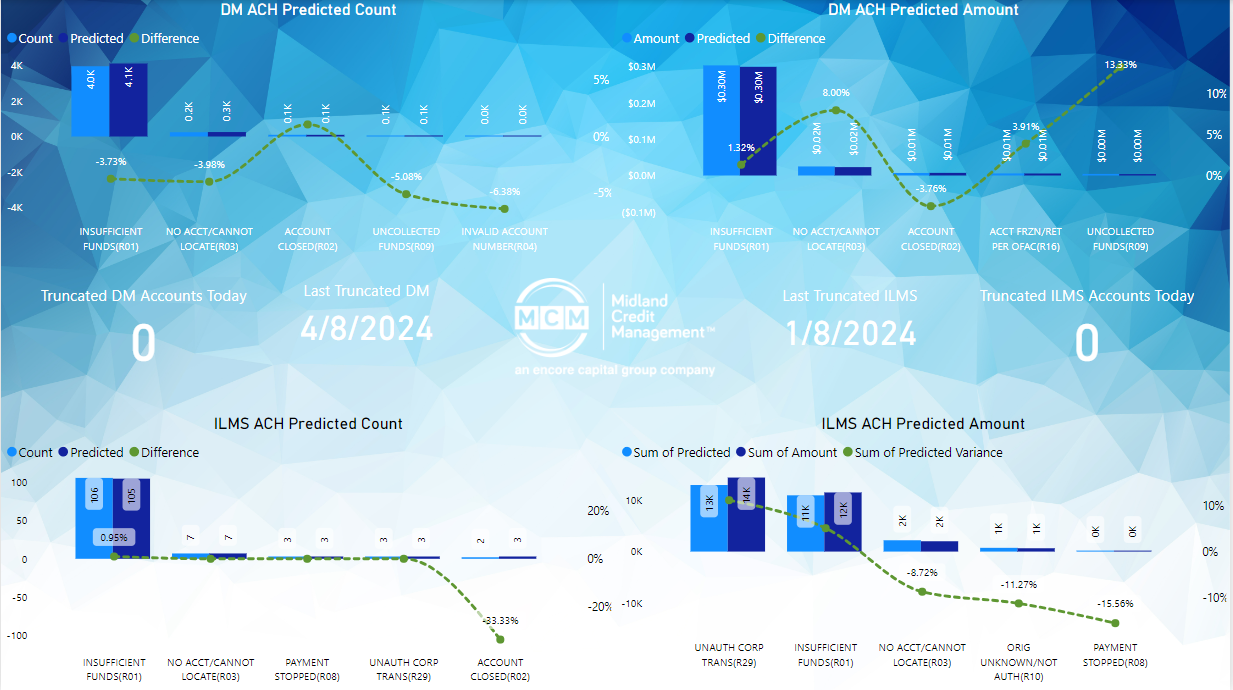 DM ACH Predicted Count
Count Predicted Difference
4K
2K
0K
-2K
-4K
5%
0%
-5%
4.0K
4.1K
0.2K
0.3K
0.1K
0.1K
0.1K
0.1K
0.0K
0.0K
-3.73%
-3.98%
-5.08%
-6.38%
INSUFFICIENT
FUNDS(R01)
NO ACCT/CANNOT
LOCATE(R03)
ACCOUNT
CLOSED(R02)
UNCOLLECTED
FUNDS(R09)
INVALID ACCOUNT
NUMBER(R04)
DM ACH Predicted Amount
Amount Predicted Difference
$0.3M
$0.2M
$0.1M
$0.0M
($0.1M)
10%
5%
0%
$0.30M
$0.30M
$0.02M
$0.02M
$0.01M
$0.01M
$0.01M
$0.01M
$0.00M
$0.00M
1.32%
8.00%
-3.76%
3.91%
13.33%
INSUFFICIENT
FUNDS(R01)
NO ACCT/CANNOT
LOCATE(R03)
ACCOUNT
CLOSED(R02)
ACCT FRZN/RET
PER OFAC(R16)
UNCOLLECTED
FUNDS(R09)
Truncated DM Accounts Today
0
Last Truncated DM
4/8/2024
MCM
Midland
Credit
Management™
an encore capital group company
Last Truncated ILMS
1/8/2024
Truncated ILMS Accounts Today
0
ILMS ACH Predicted Count
Count Predicted Difference
100
50
0
-50
-100
20%
0%
-20%
106
105
7
7
3
3
3
3
2
3
0.95%
-33.33%
INSUFFICIENT
FUNDS(R01)
NO ACCT/CANNOT
LOCATE(R03)
PAYMENT
STOPPED(R08)
UNAUTH CORP
TRANS(R29)
ACCOUNT
CLOSED(R02)
ILMS ACH Predicted Amount
Sum of Predicted Sum of Amount Sum of Predicted Variance
10K
0K
-10K
10%
0%
-10%
13K
14K
11K
12K
2K
2K
1K
1K
0K
0K
-8.72%
-11.27%
-15.56%
UNAUTH CORP
TRANS(R29)
INSUFFICIENT
FUNDS(R01)
NO ACCT/CANNOT
LOCATE(R03)
ORIG
UNKNOWN/NOT
AUTH(R10)
PAYMENT
STOPPED(R08)